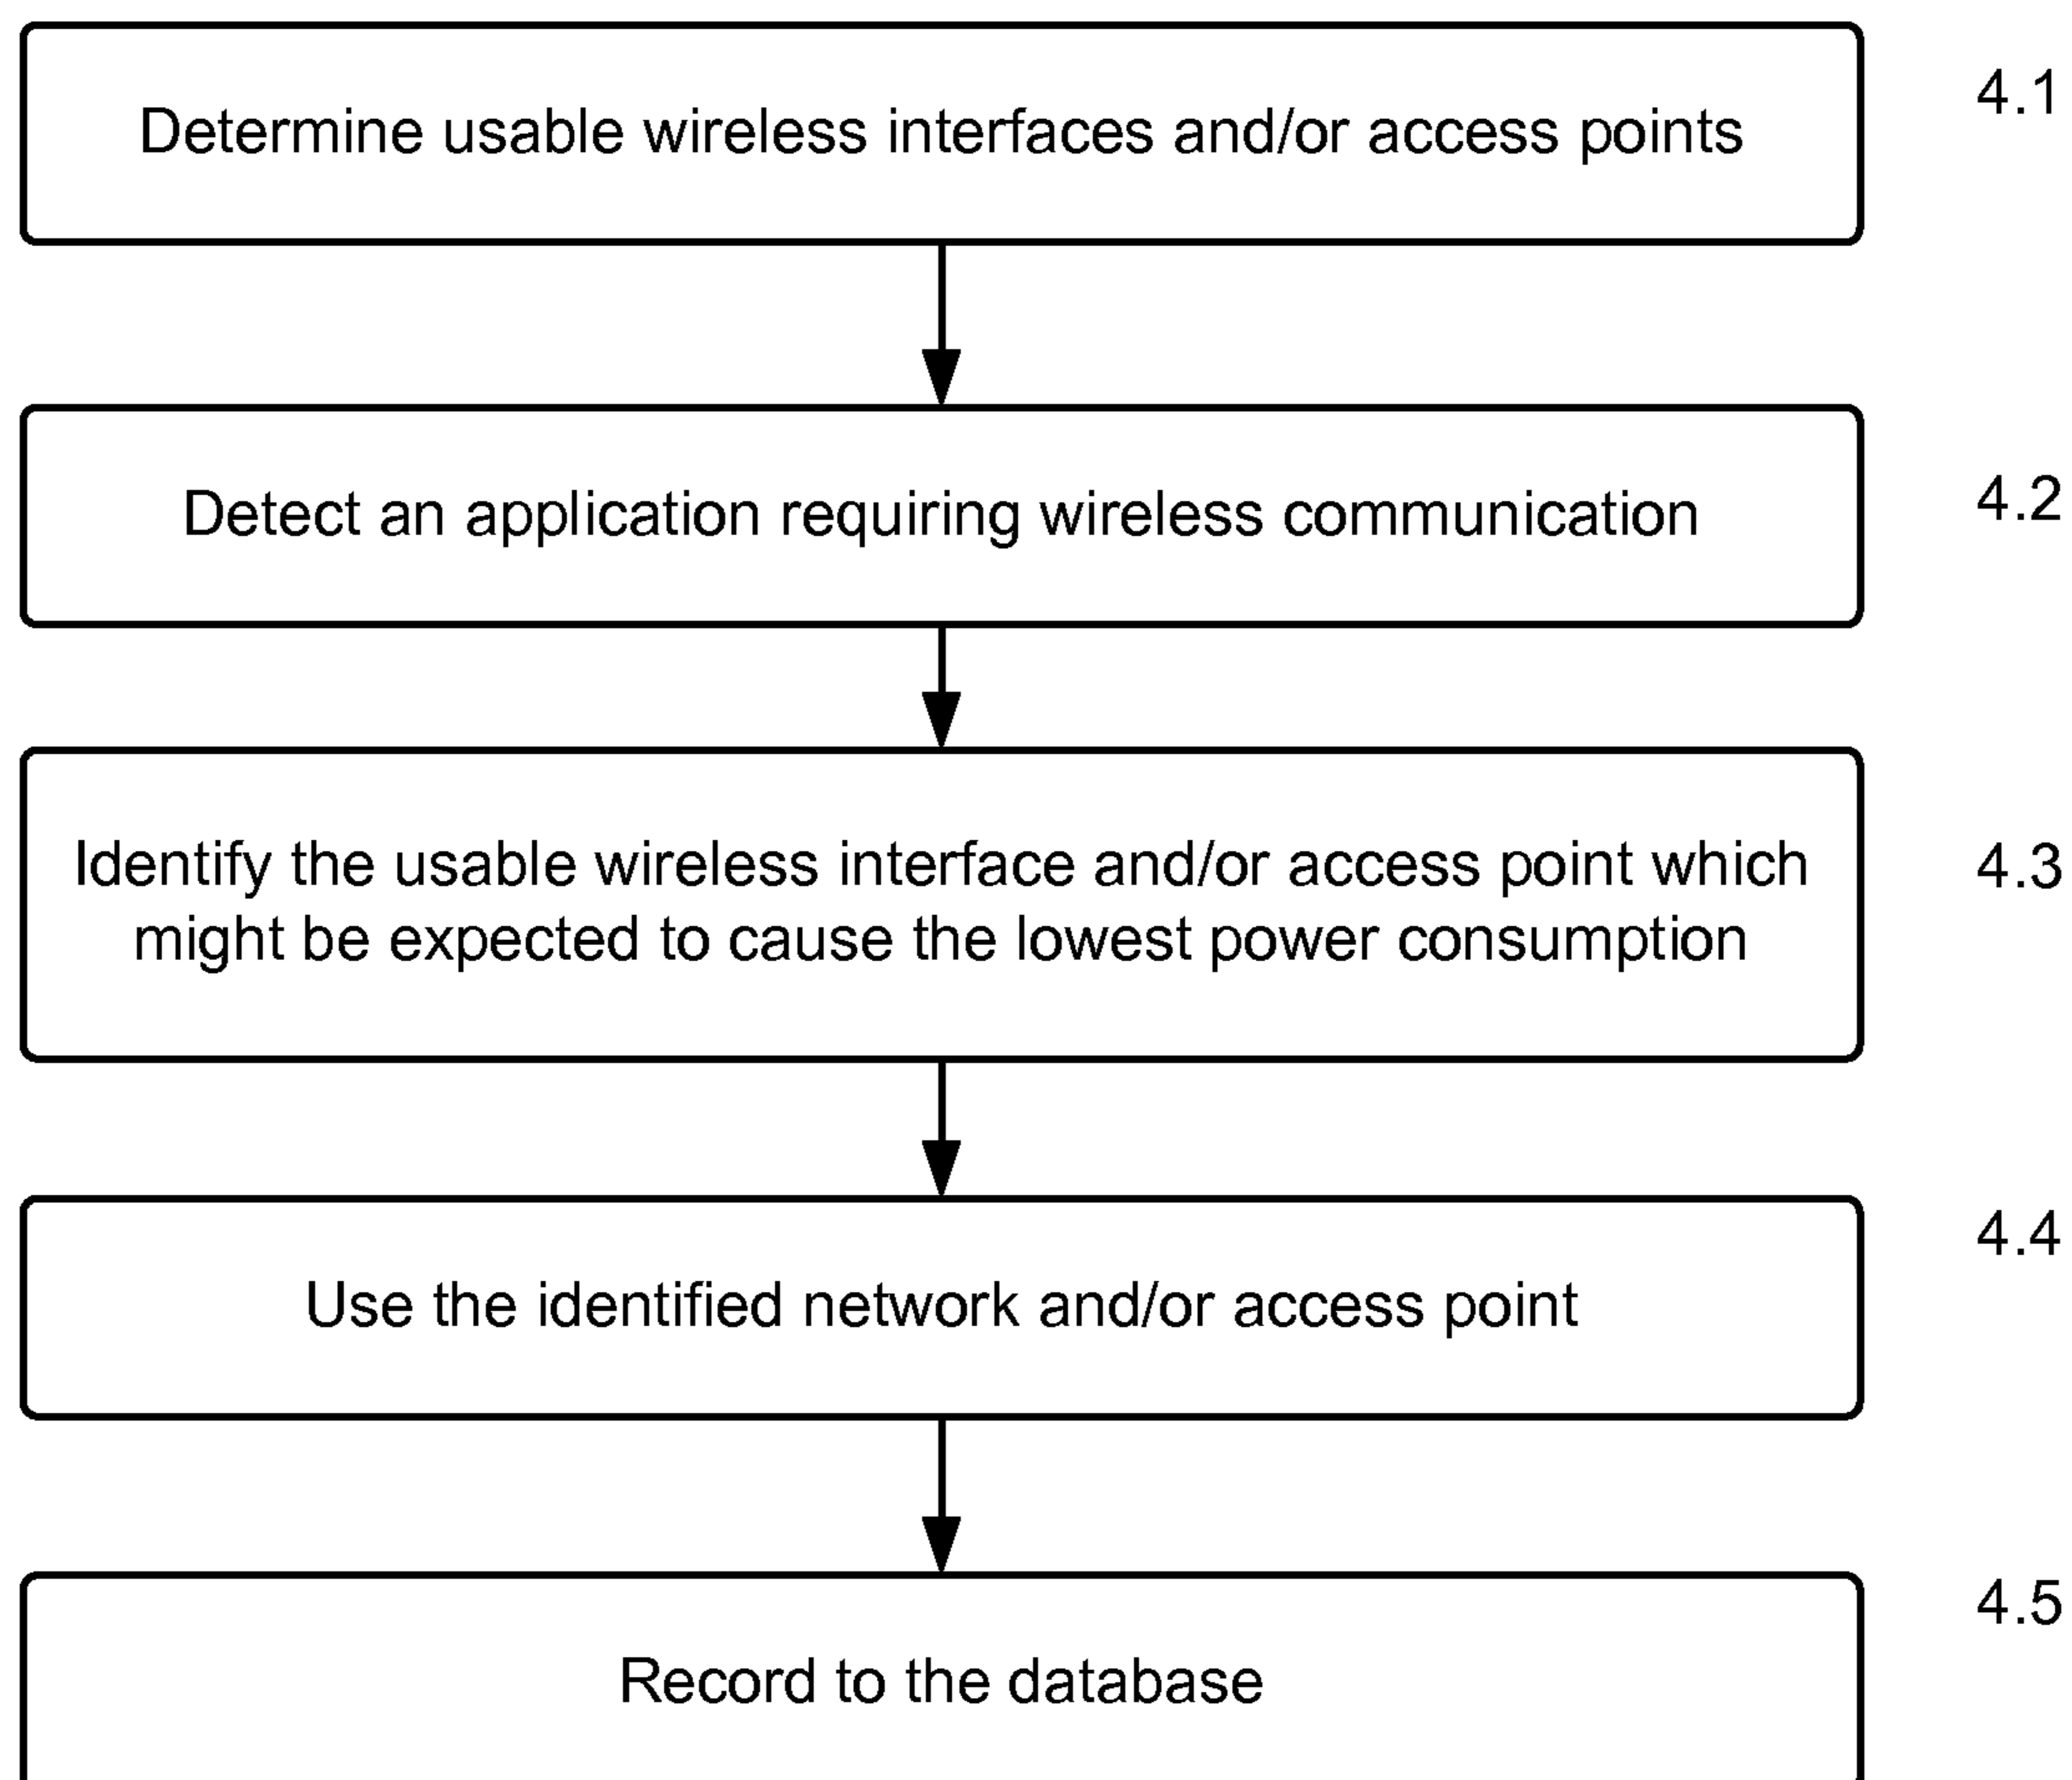 Determine usable wireless interfaces and/or access points
4.1
Detect an application requiring wireless communication
4.2
Identify the usable wireless interface and/or access point which
might be expected to cause the lowest power consumption
4.3
Use the identified network and/or access point
4.4
Record to the database
4.5